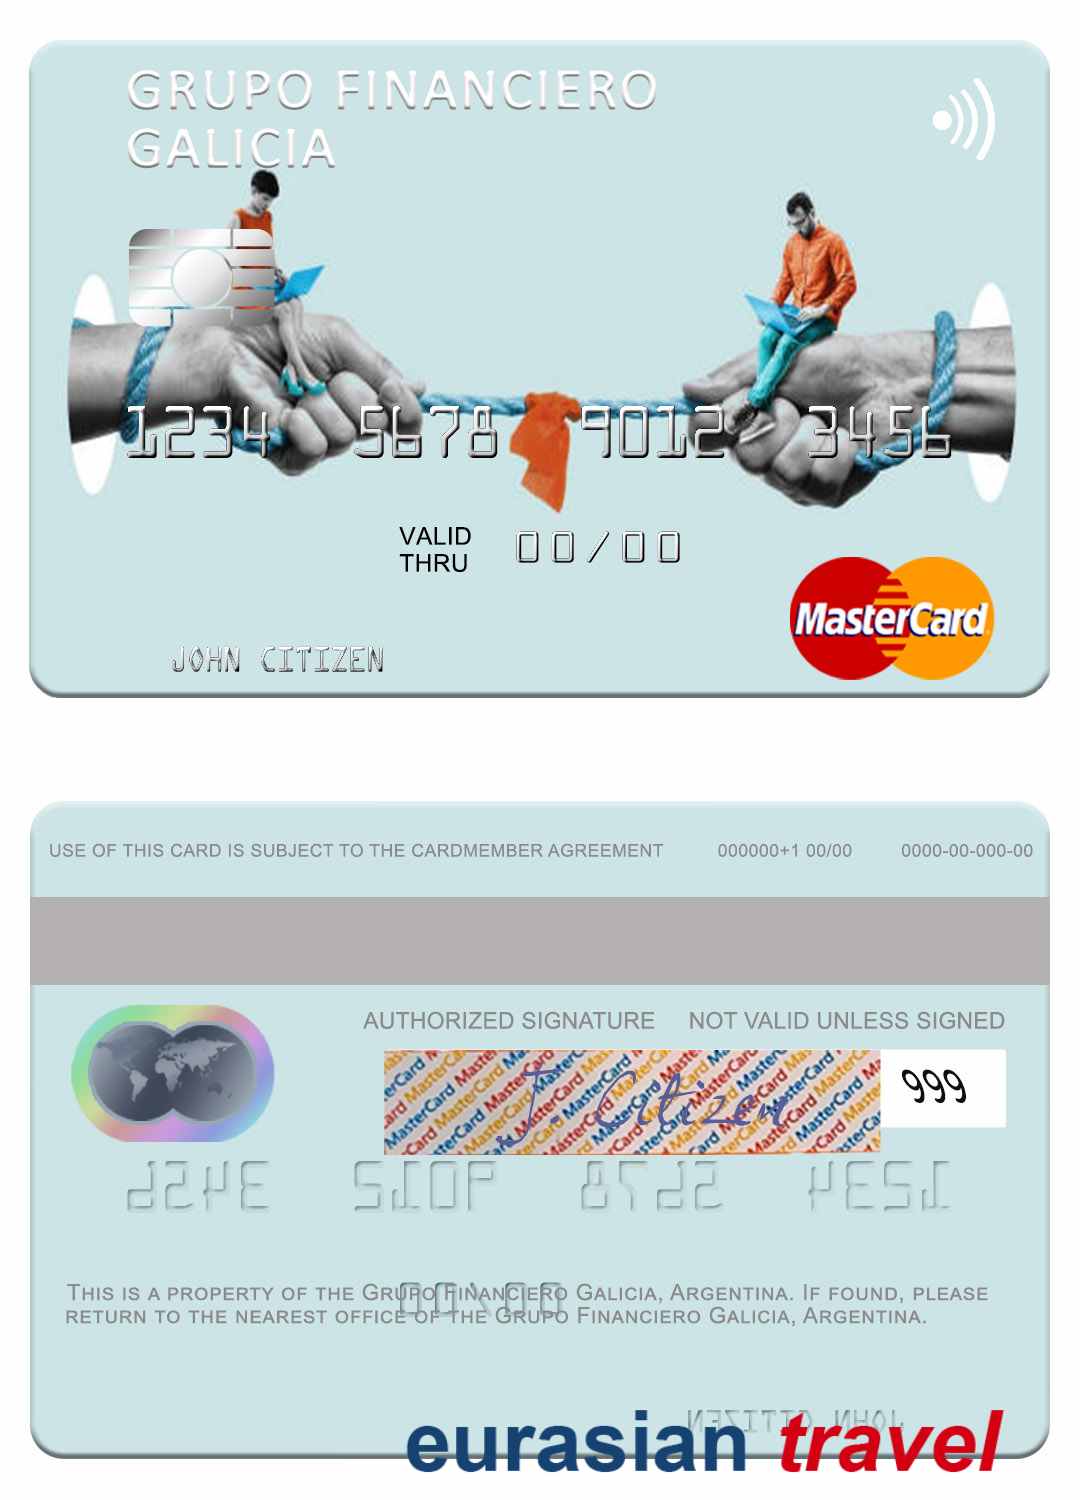 GRUPO FINANCIERO
GALICIA
1234 5678 9012 3456
VALID
THRU
00/00
MasterCard
JOHN CITIZEN
USE OF THIS CARD IS SUBJECT TO THE CARDMEMBER AGREEMENT 000000+1 00/00 0000-00-000-00
AUTHORIZED SIGNATURE NOT VALID UNLESS SIGNED
J. Citizen
999
THIS IS A PROPERTY OF THE GRUPO FINANCIERO GALICIA, ARGENTINA. IF FOUND, PLEASE
RETURN TO THE NEAREST OFFICE OF THE GRUPO FINANCIERO GALICIA, ARGENTINA.
eurasian travel